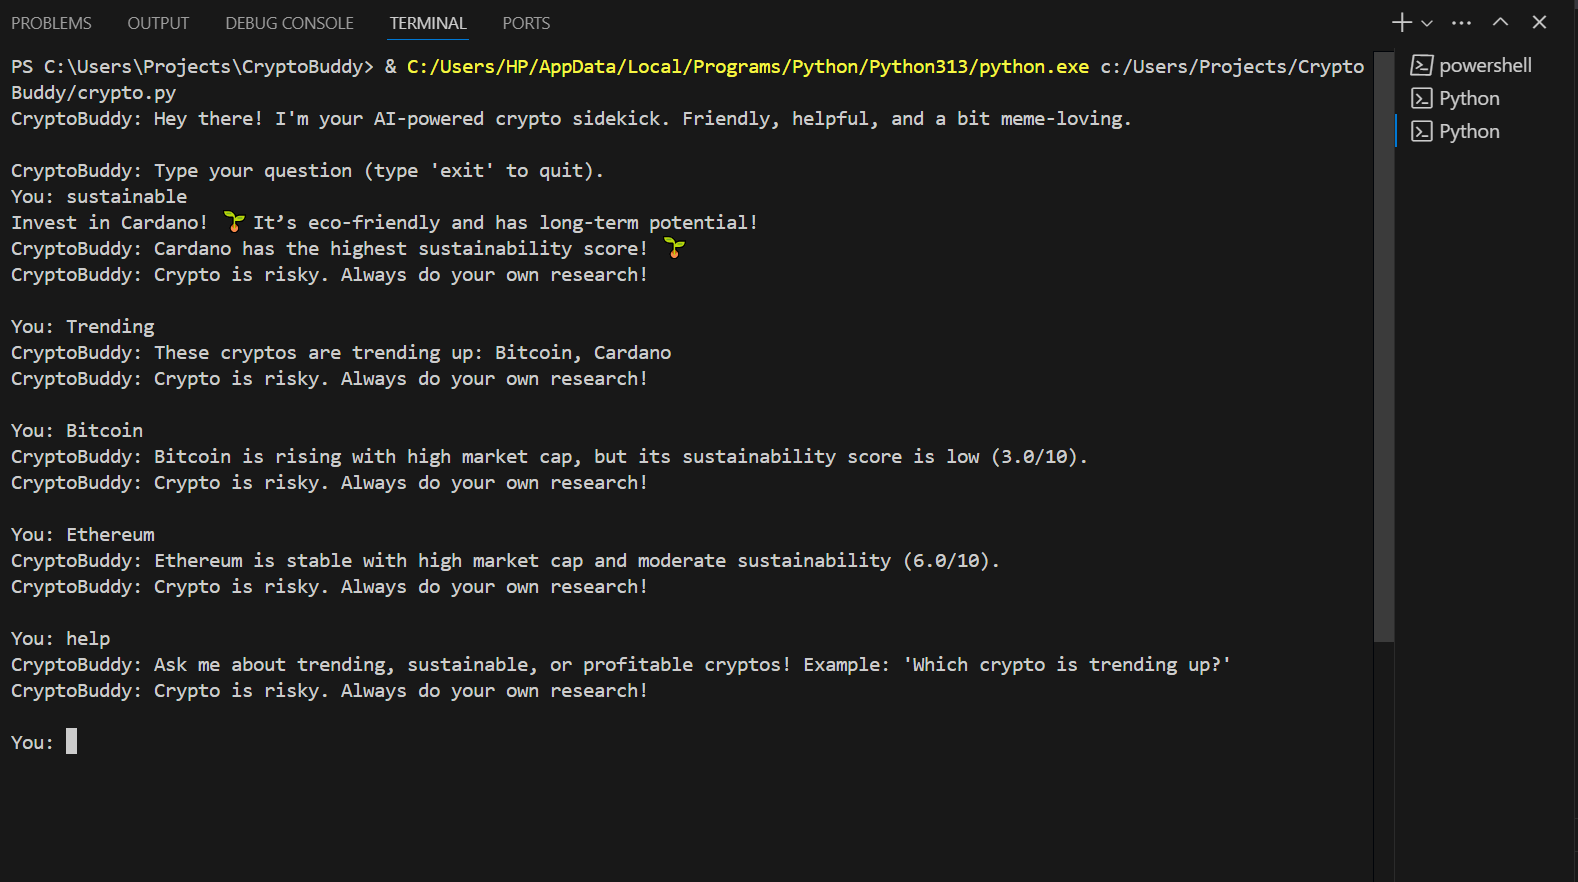 PROBLEMS OUTPUT DEBUG CONSOLE TERMINAL PORTS
PS C:\Users\Projects\CryptoBuddy> & C:/Users/HP/AppData/Local/Programs/Python/Python313/python.exe c:/Users/Projects/Crypto
Buddy/crypto.py
CryptoBuddy: Hey there! I'm your AI-powered crypto sidekick. Friendly, helpful, and a bit meme-loving.
CryptoBuddy: Type your question (type 'exit' to quit).
You: sustainable
Invest in Cardano! 🌱 It’s eco-friendly and has long-term potential!
CryptoBuddy: Cardano has the highest sustainability score! 🌱
CryptoBuddy: Crypto is risky. Always do your own research!
You: Trending
CryptoBuddy: These cryptos are trending up: Bitcoin, Cardano
CryptoBuddy: Crypto is risky. Always do your own research!
You: Bitcoin
CryptoBuddy: Bitcoin is rising with high market cap, but its sustainability score is low (3.0/10).
CryptoBuddy: Crypto is risky. Always do your own research!
You: Ethereum
CryptoBuddy: Ethereum is stable with high market cap and moderate sustainability (6.0/10).
CryptoBuddy: Crypto is risky. Always do your own research!
You: help
CryptoBuddy: Ask me about trending, sustainable, or profitable cryptos! Example: 'Which crypto is trending up?'
CryptoBuddy: Crypto is risky. Always do your own research!
You:
powershell
Python
Python